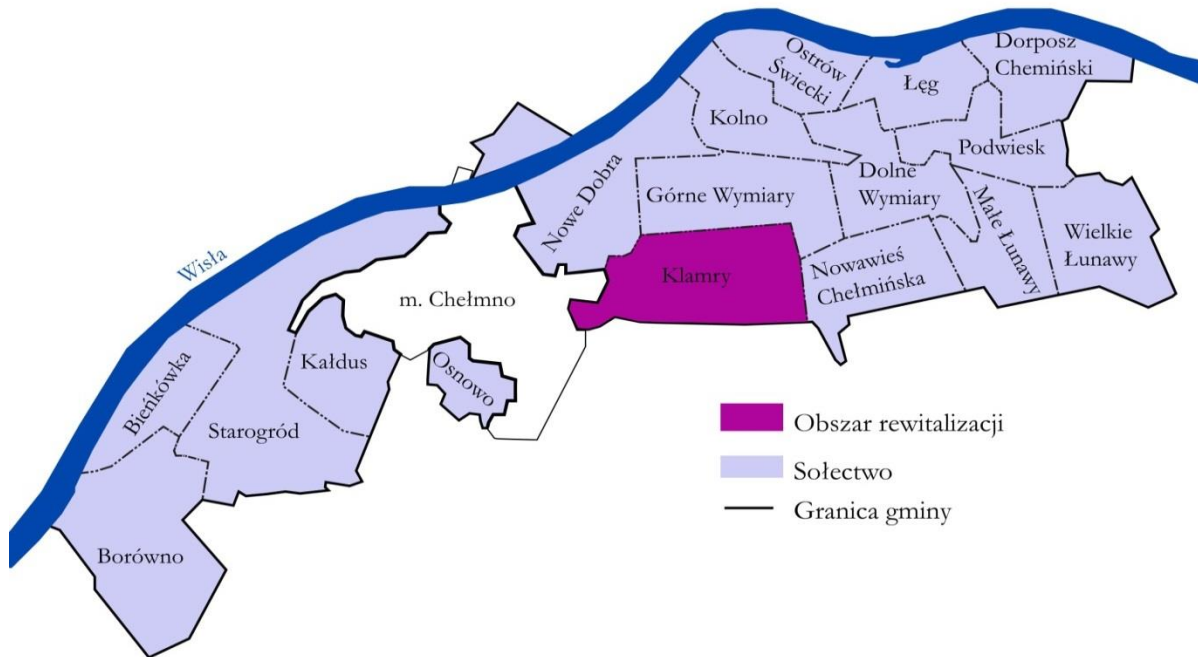 Ostrów
Świecki
Łęg
Dorposz
Chemiński
Kolno
Podwiesk
Nowe Dobra
Górne Wymiary
Dolne
Wymiary
Małe Łunawy
Wielkie
Łunawy
Wisła
Klamry
Nowawieś
Chełmińska
m. Chełmno
Kałdus
Osnowo
Bieńkówka
Starogród
Borówno
Obszar rewitalizacji
Sołectwo
Granica gminy